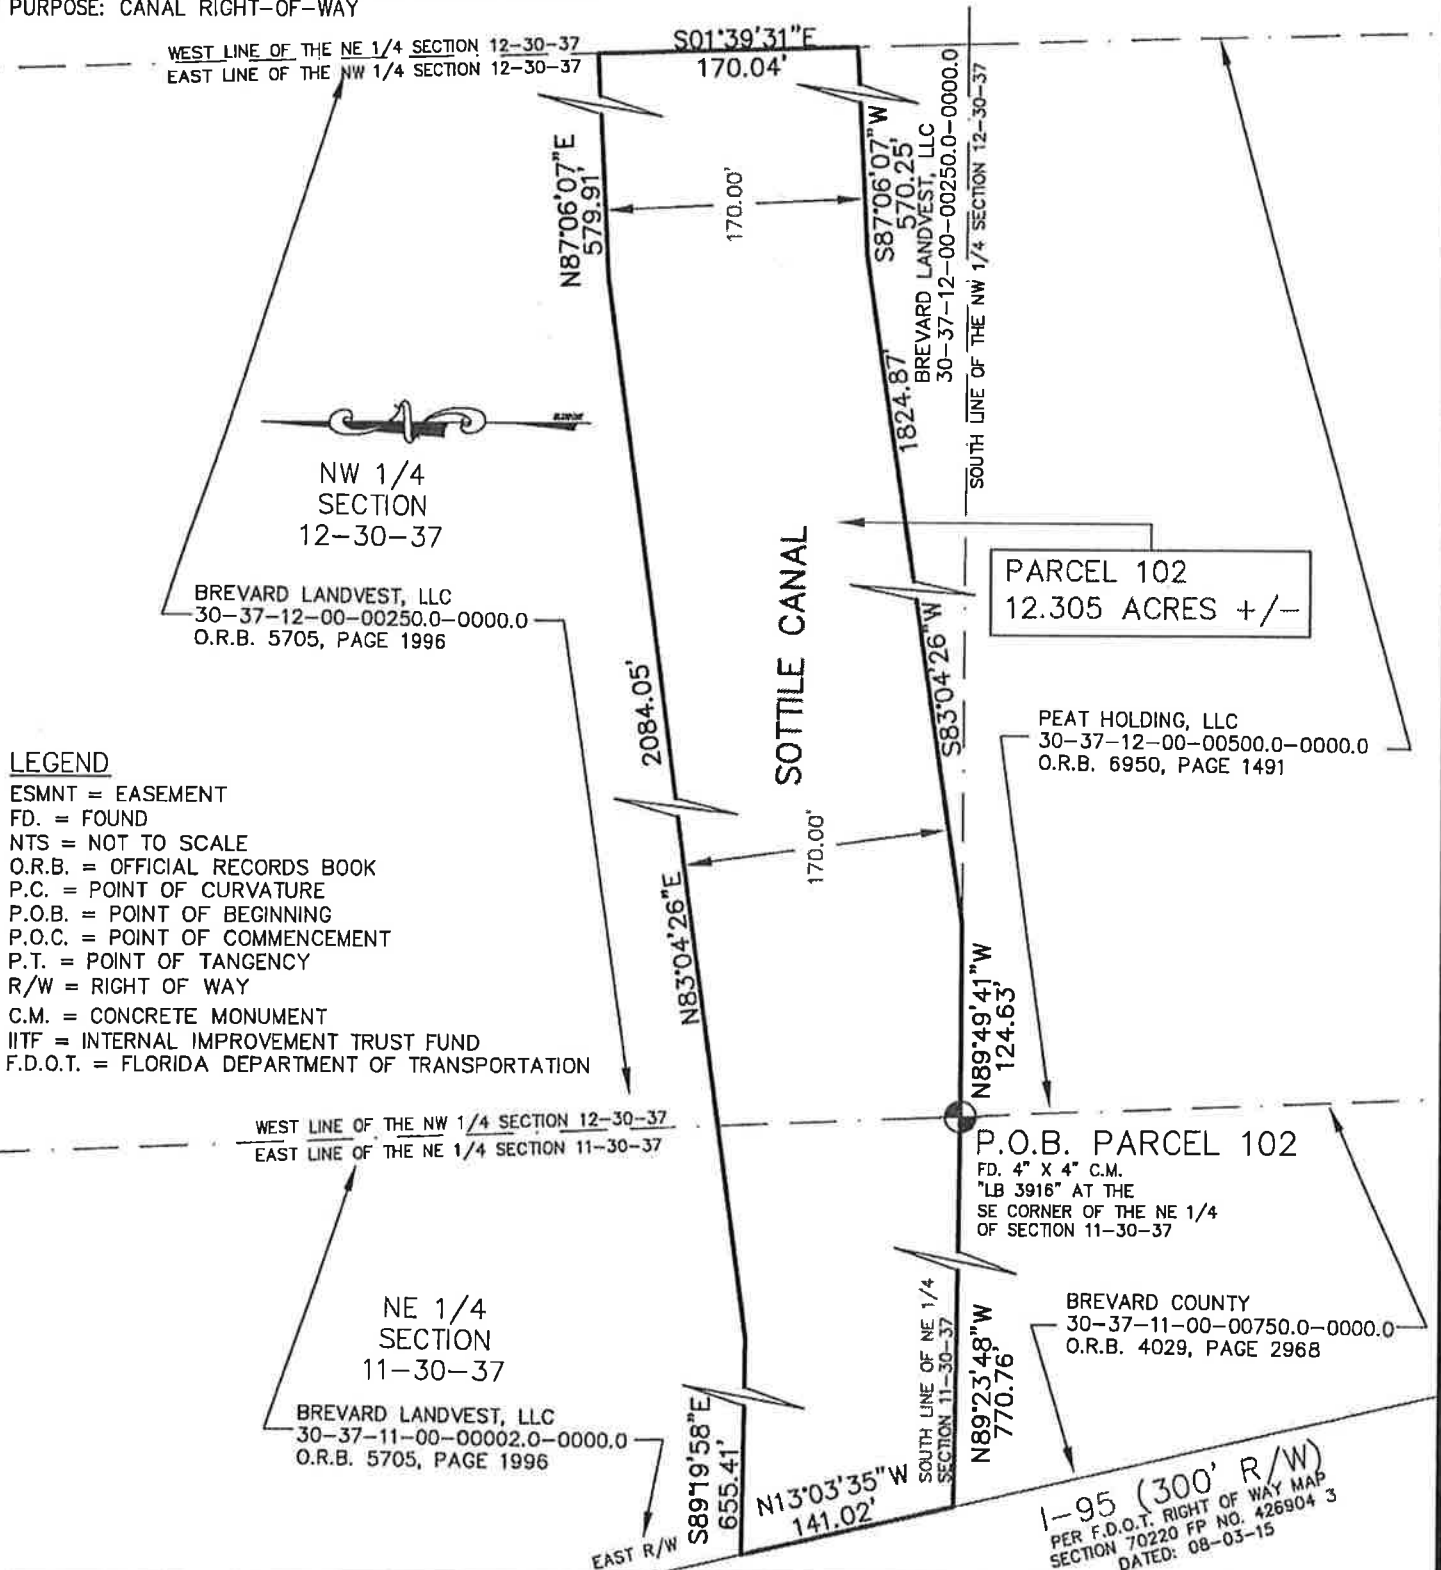 PURPOSE: CANAL RIGHT-OF-WAY
WEST LINE OF THE NE 1/4 SECTION 12-30-37
EAST LINE OF THE NW 1/4 SECTION 12-30-37
S01°39'31"E
170.04'
N87°06'07"E
579.91'
170.00'
S87°06'07"W
570.25'
BREVARD LANDVEST, LLC
30-37-12-00-00250.0-0000.0
SOUTH LINE OF THE NW 1/4 SECTION 12-30-37
1824.87'
NW 1/4
SECTION
12-30-37
BREVARD LANDVEST, LLC
30-37-12-00-00250.0-0000.0
O.R.B. 5705, PAGE 1996
SOTTILE CANAL
PARCEL 102
12.305 ACRES +/-
2084.05'
S83°04'26"W
PEAT HOLDING, LLC
30-37-12-00-00500.0-0000.0
O.R.B. 6950, PAGE 1491
LEGEND
ESMNT = EASEMENT
FD. = FOUND
NTS = NOT TO SCALE
O.R.B. = OFFICIAL RECORDS BOOK
P.C. = POINT OF CURVATURE
P.O.B. = POINT OF BEGINNING
P.O.C. = POINT OF COMMENCEMENT
P.T. = POINT OF TANGENCY
R/W = RIGHT OF WAY
C.M. = CONCRETE MONUMENT
IITF = INTERNAL IMPROVEMENT TRUST FUND
F.D.O.T. = FLORIDA DEPARTMENT OF TRANSPORTATION
170.00'
N83°04'26"E
N89°49'41"W
124.63'
WEST LINE OF THE NW 1/4 SECTION 12-30-37
EAST LINE OF THE NE 1/4 SECTION 11-30-37
P.O.B. PARCEL 102
FD. 4" X 4" C.M.
"LB 3916" AT THE
SE CORNER OF THE NE 1/4
OF SECTION 11-30-37
NE 1/4
SECTION
11-30-37
BREVARD LANDVEST, LLC
30-37-11-00-00002.0-0000.0
O.R.B. 5705, PAGE 1996
SOUTH LINE OF NE 1/4
SECTION 11-30-37
N89°23'48"W
770.76'
BREVARD COUNTY
30-37-11-00-00750.0-0000.0
O.R.B. 4029, PAGE 2968
S89°19'58"E
655.41'
N13°03'35"W
141.02'
EAST R/W
I-95 (300' R/W)
PER F.D.O.T. RIGHT OF WAY MAP
SECTION 70220 FP NO. 426904 3
DATED: 08-03-15